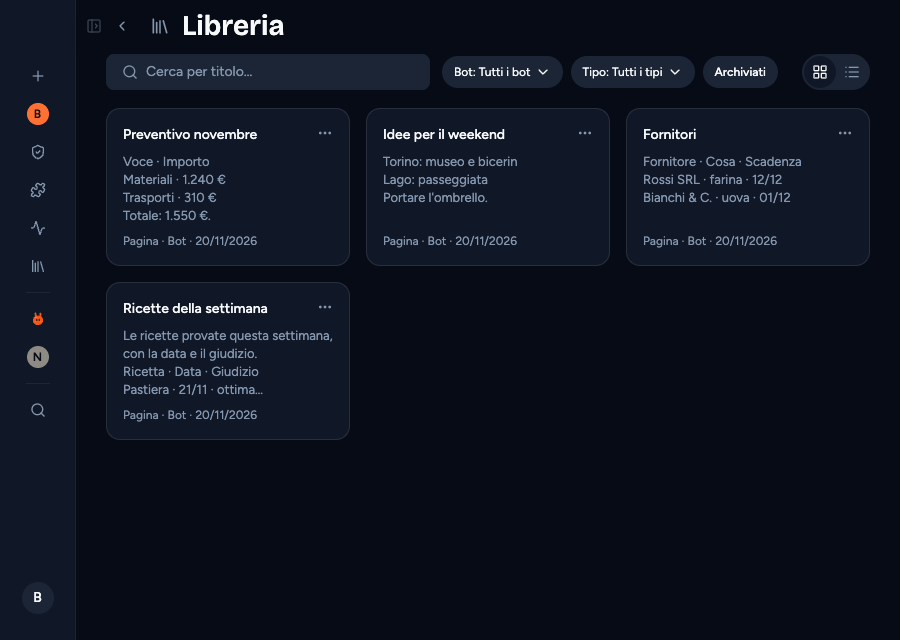 Libreria
Cerca per titolo...
Bot: Tutti i bot
Tipo: Tutti i tipi
Archiviati
B
N
B
Preventivo novembre
Voce · Importo
Materiali · 1.240 €
Trasporti · 310 €
Totale: 1.550 €.
Pagina · Bot · 20/11/2026
Idee per il weekend
Torino: museo e bicerin
Lago: passeggiata
Portare l'ombrello.
Pagina · Bot · 20/11/2026
Fornitori
Fornitore · Cosa · Scadenza
Rossi SRL · farina · 12/12
Bianchi & C. · uova · 01/12
Pagina · Bot · 20/11/2026
Ricette della settimana
Le ricette provate questa settimana,
con la data e il giudizio.
Ricetta · Data · Giudizio
Pastiera · 21/11 · ottima...
Pagina · Bot · 20/11/2026